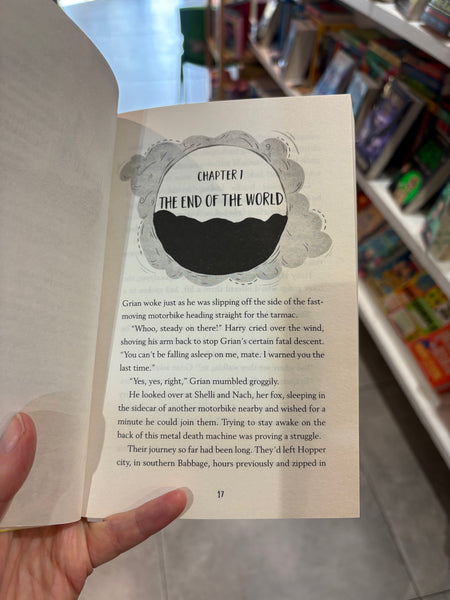 CHAPTER 1
THE END OF THE WORLD
Grian woke just as he was slipping off the side of the fast-
moving motorbike heading straight for the tarmac.
“Whoo, steady on there!” Harry cried over the wind,
shoving his arm back to stop Grian’s certain fatal descent.
“You can’t be falling asleep on me, mate. I warned you the
last time.”
“Yes, yes, right,” Grian mumbled groggily.
He looked over at Shelli and Nach, her fox, sleeping in
the sidecar of another motorbike nearby and wished for a
minute he could join them. Trying to stay awake on the
back of this metal death machine was proving a struggle.
Their journey so far had been long. They’d left Hopper
city, in southern Babbage, hours previously and zipped in
17